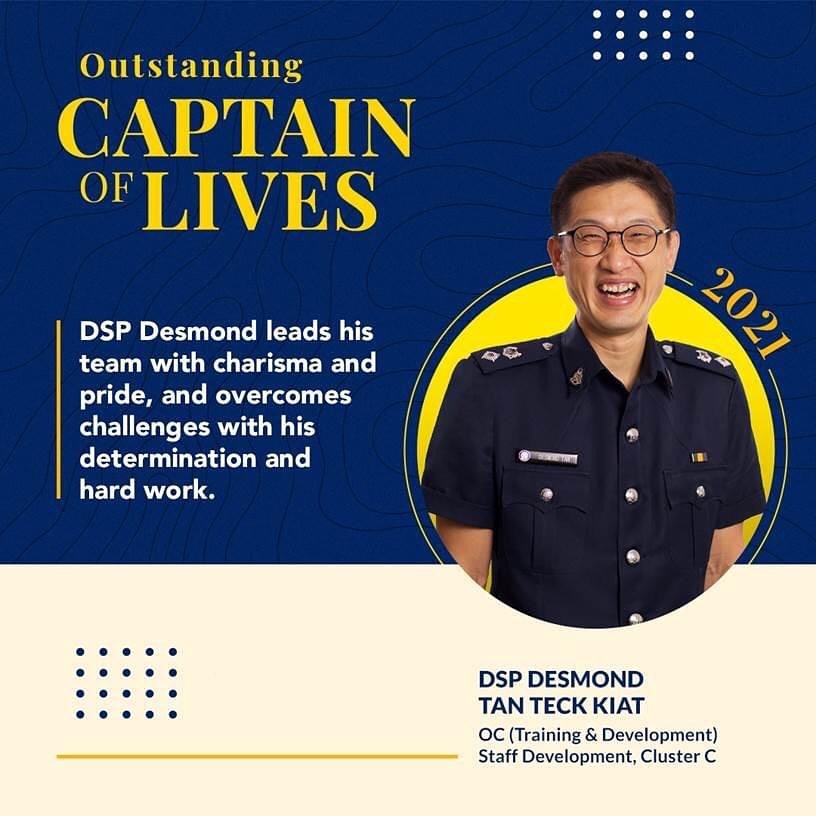 Outstanding
CAPTAIN
OF LIVES
2021
DSP Desmond leads his
team with charisma and
pride, and overcomes
challenges with his
determination and
hard work.
DSP DESMOND
TAN TECK KIAT
OC (Training & Development)
Staff Development, Cluster C